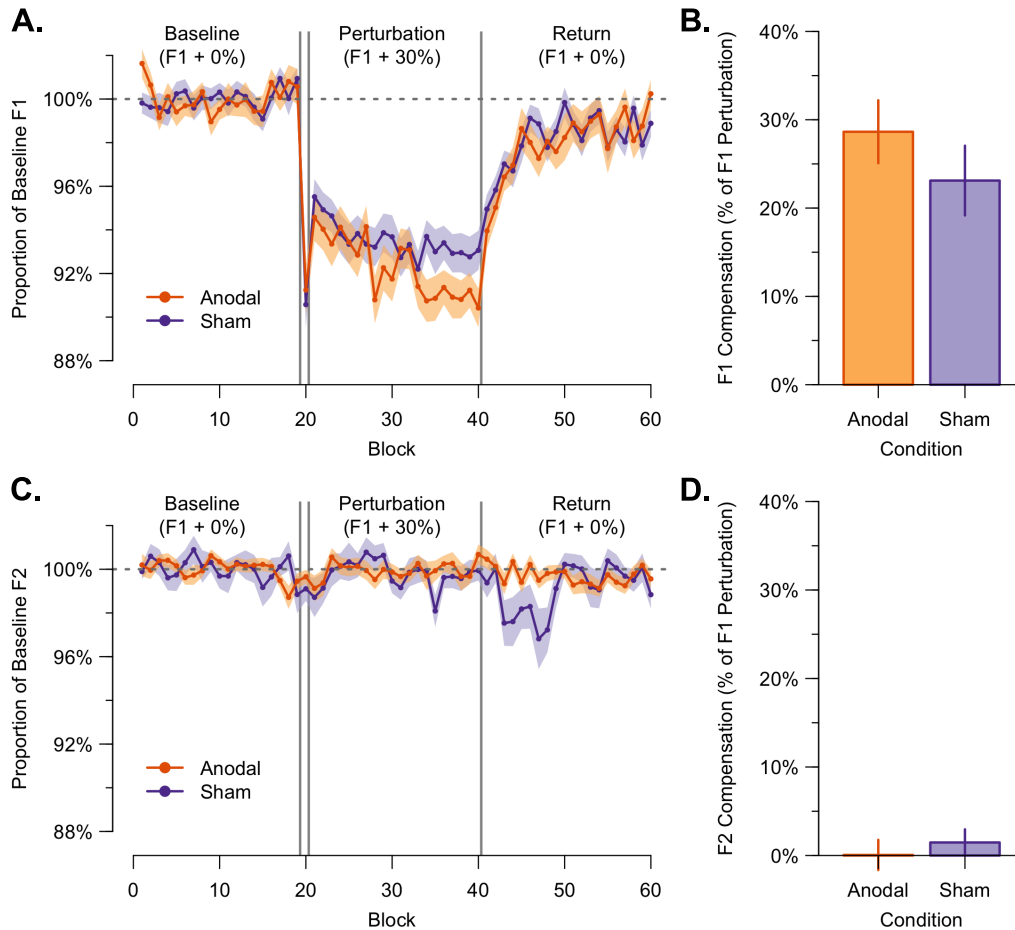 A.
Baseline
(F1 + 0%)
Perturbation
(F1 + 30%)
Return
(F1 + 0%)
Proportion of Baseline F1
100%
96%
92%
88%
Anodal
Sham
0
10
20
30
40
50
60
Block
B.
F1 Compensation (% of F1 Perturbation)
40%
30%
20%
10%
0%
Anodal
Sham
Condition
C.
Baseline
(F1 + 0%)
Perturbation
(F1 + 30%)
Return
(F1 + 0%)
Proportion of Baseline F2
100%
96%
92%
88%
Anodal
Sham
0
10
20
30
40
50
60
Block
D.
F2 Compensation (% of F1 Perturbation)
40%
30%
20%
10%
0%
Anodal
Sham
Condition